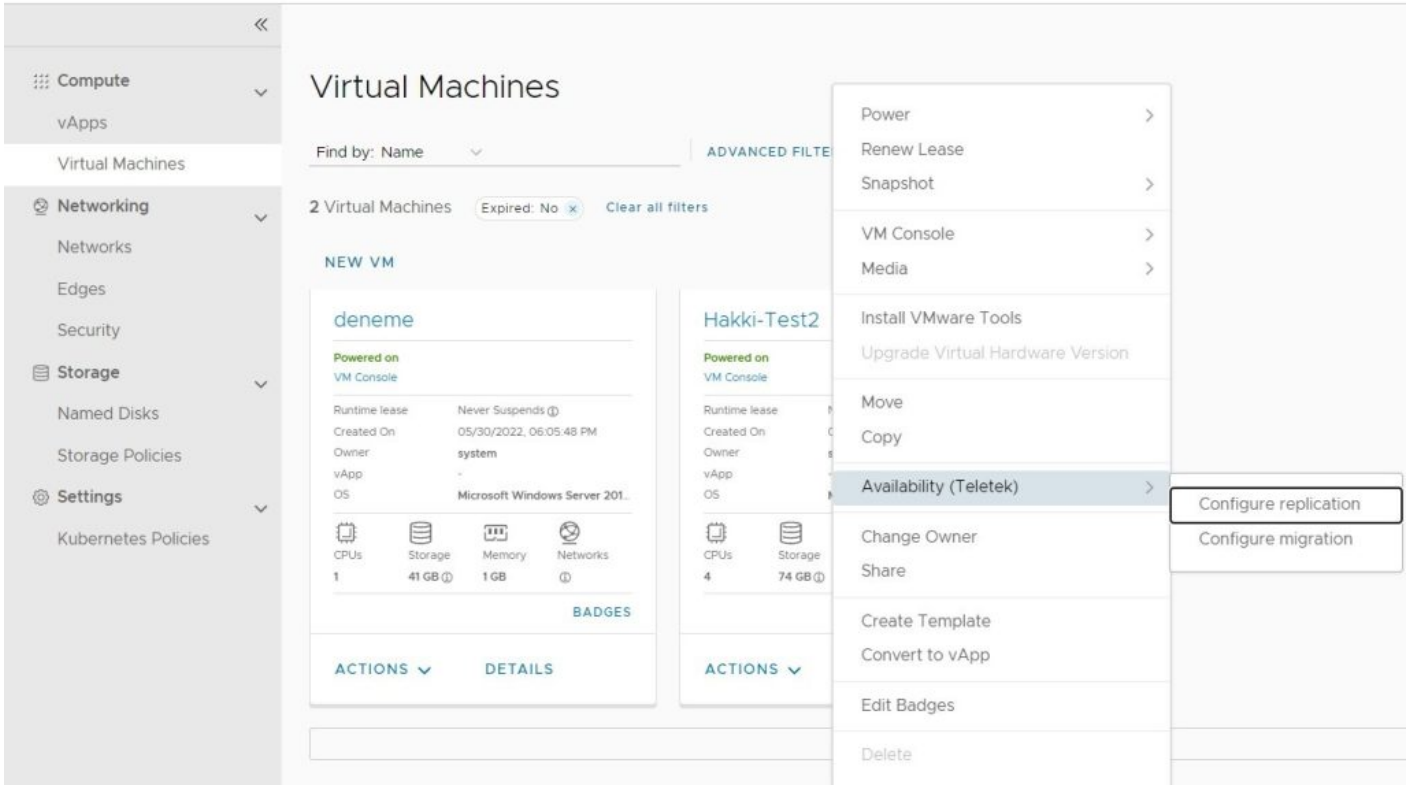 Compute
vApps
Virtual Machines
Networking
Networks
Edges
Security
Storage
Named Disks
Storage Policies
Settings
Kubernetes Policies
Virtual Machines
Find by: Name
ADVANCED FILTE
2 Virtual Machines Expired: No × Clear all filters
NEW VM
deneme
Powered on
VM Console
Runtime lease Never Suspends
Created On 05/30/2022, 06:05:48 PM
Owner system
vApp -
OS Microsoft Windows Server 201..
CPUs Storage Memory Networks
1 41 GB 1 GB
BADGES
ACTIONS DETAILS
Hakki-Test2
Powered on
VM Console
Runtime lease
Created On
Owner
vApp
OS
CPUs Storage
4 74 GB
ACTIONS
Power
Renew Lease
Snapshot
VM Console
Media
Install VMware Tools
Upgrade Virtual Hardware Version
Move
Copy
Availability (Teletek)
Change Owner
Share
Create Template
Convert to vApp
Edit Badges
Delete
Configure replication
Configure migration